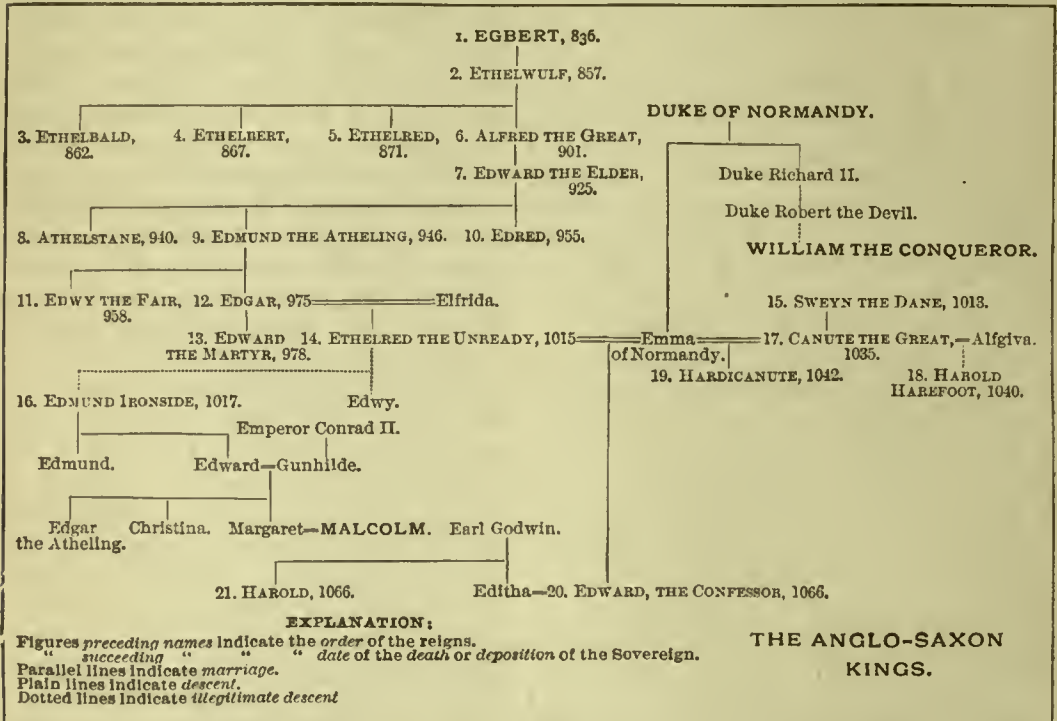 1. EGBERT, 836.
2. ETHELWULF, 857.
DUKE OF NORMANDY.
3. ETHELBALD, 862.
4. ETHELBERT, 867.
5. ETHELRED, 871.
6. ALFRED THE GREAT, 901.
7. EDWARD THE ELDER, 925.
Duke Richard II.
Duke Robert the Devil.
WILLIAM THE CONQUEROR.
8. ATHELSTANE, 940.
9. EDMUND THE ATHELING, 946.
10. EDRED, 955.
11. EDWY THE FAIR, 958.
12. EDGAR, 975
Elfrida.
15. SWEYN THE DANE, 1013.
13. EDWARD THE MARTYR, 978.
14. ETHELRED THE UNREADY, 1015
Emma of Normandy.
17. CANUTE THE GREAT, 1035.
Alfgiva.
19. HARDICANUTE, 1042.
18. HAROLD HAREFOOT, 1040.
16. EDMUND IRONSIDE, 1017.
Edwy.
Emperor Conrad II.
Edmund.
Edward
Gunhilde.
Edgar the Atheling.
Christina.
Margaret
MALCOLM.
Earl Godwin.
21. HAROLD, 1066.
Editha
20. EDWARD, THE CONFESSOR, 1066.
EXPLANATION:
Figures preceding names indicate the order of the reigns.
" succeeding " " " date of the death or deposition of the Sovereign.
Parallel lines indicate marriage.
Plain lines indicate descent.
Dotted lines indicate illegitimate descent
THE ANGLO-SAXON
KINGS.